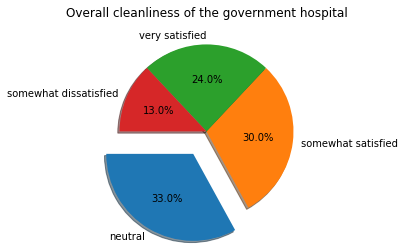 Overall cleanliness of the government hospital
very satisfied
24.0%
somewhat dissatisfied
13.0%
30.0%
somewhat satisfied
33.0%
neutral